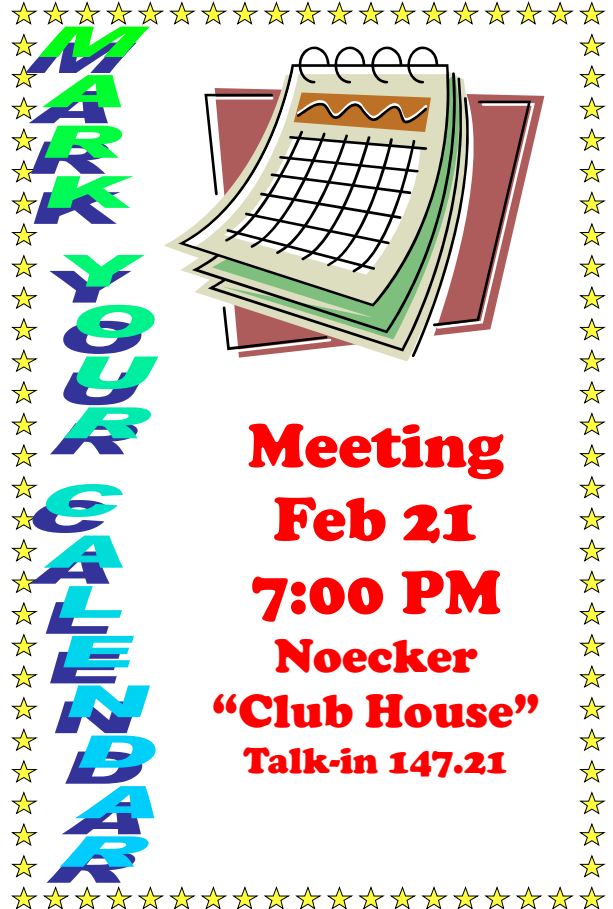 MARK YOUR CALENDAR
Meeting
Feb 21
7:00 PM
Noecker
“Club House”
Talk-in 147.21